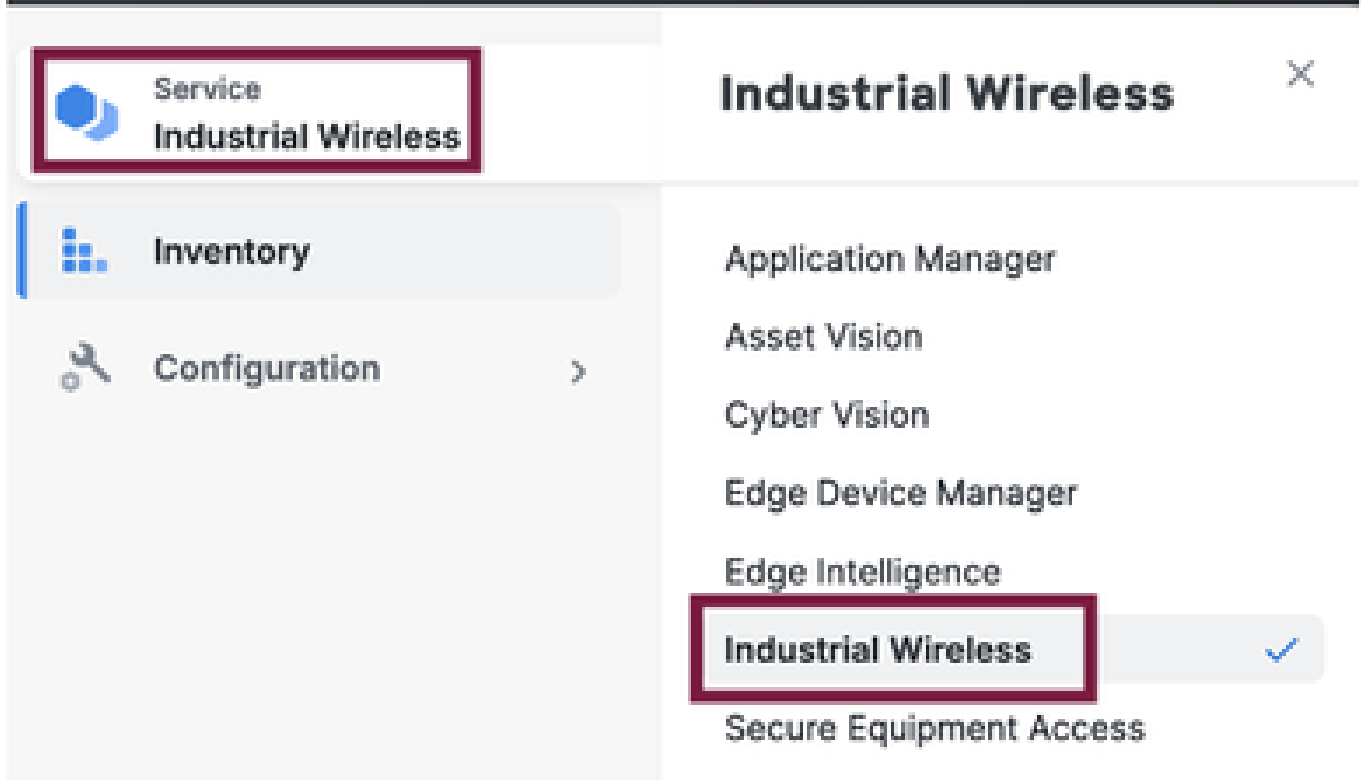 Service
Industrial Wireless
Inventory
Configuration
Industrial Wireless
Application Manager
Asset Vision
Cyber Vision
Edge Device Manager
Edge Intelligence
Industrial Wireless
Secure Equipment Access